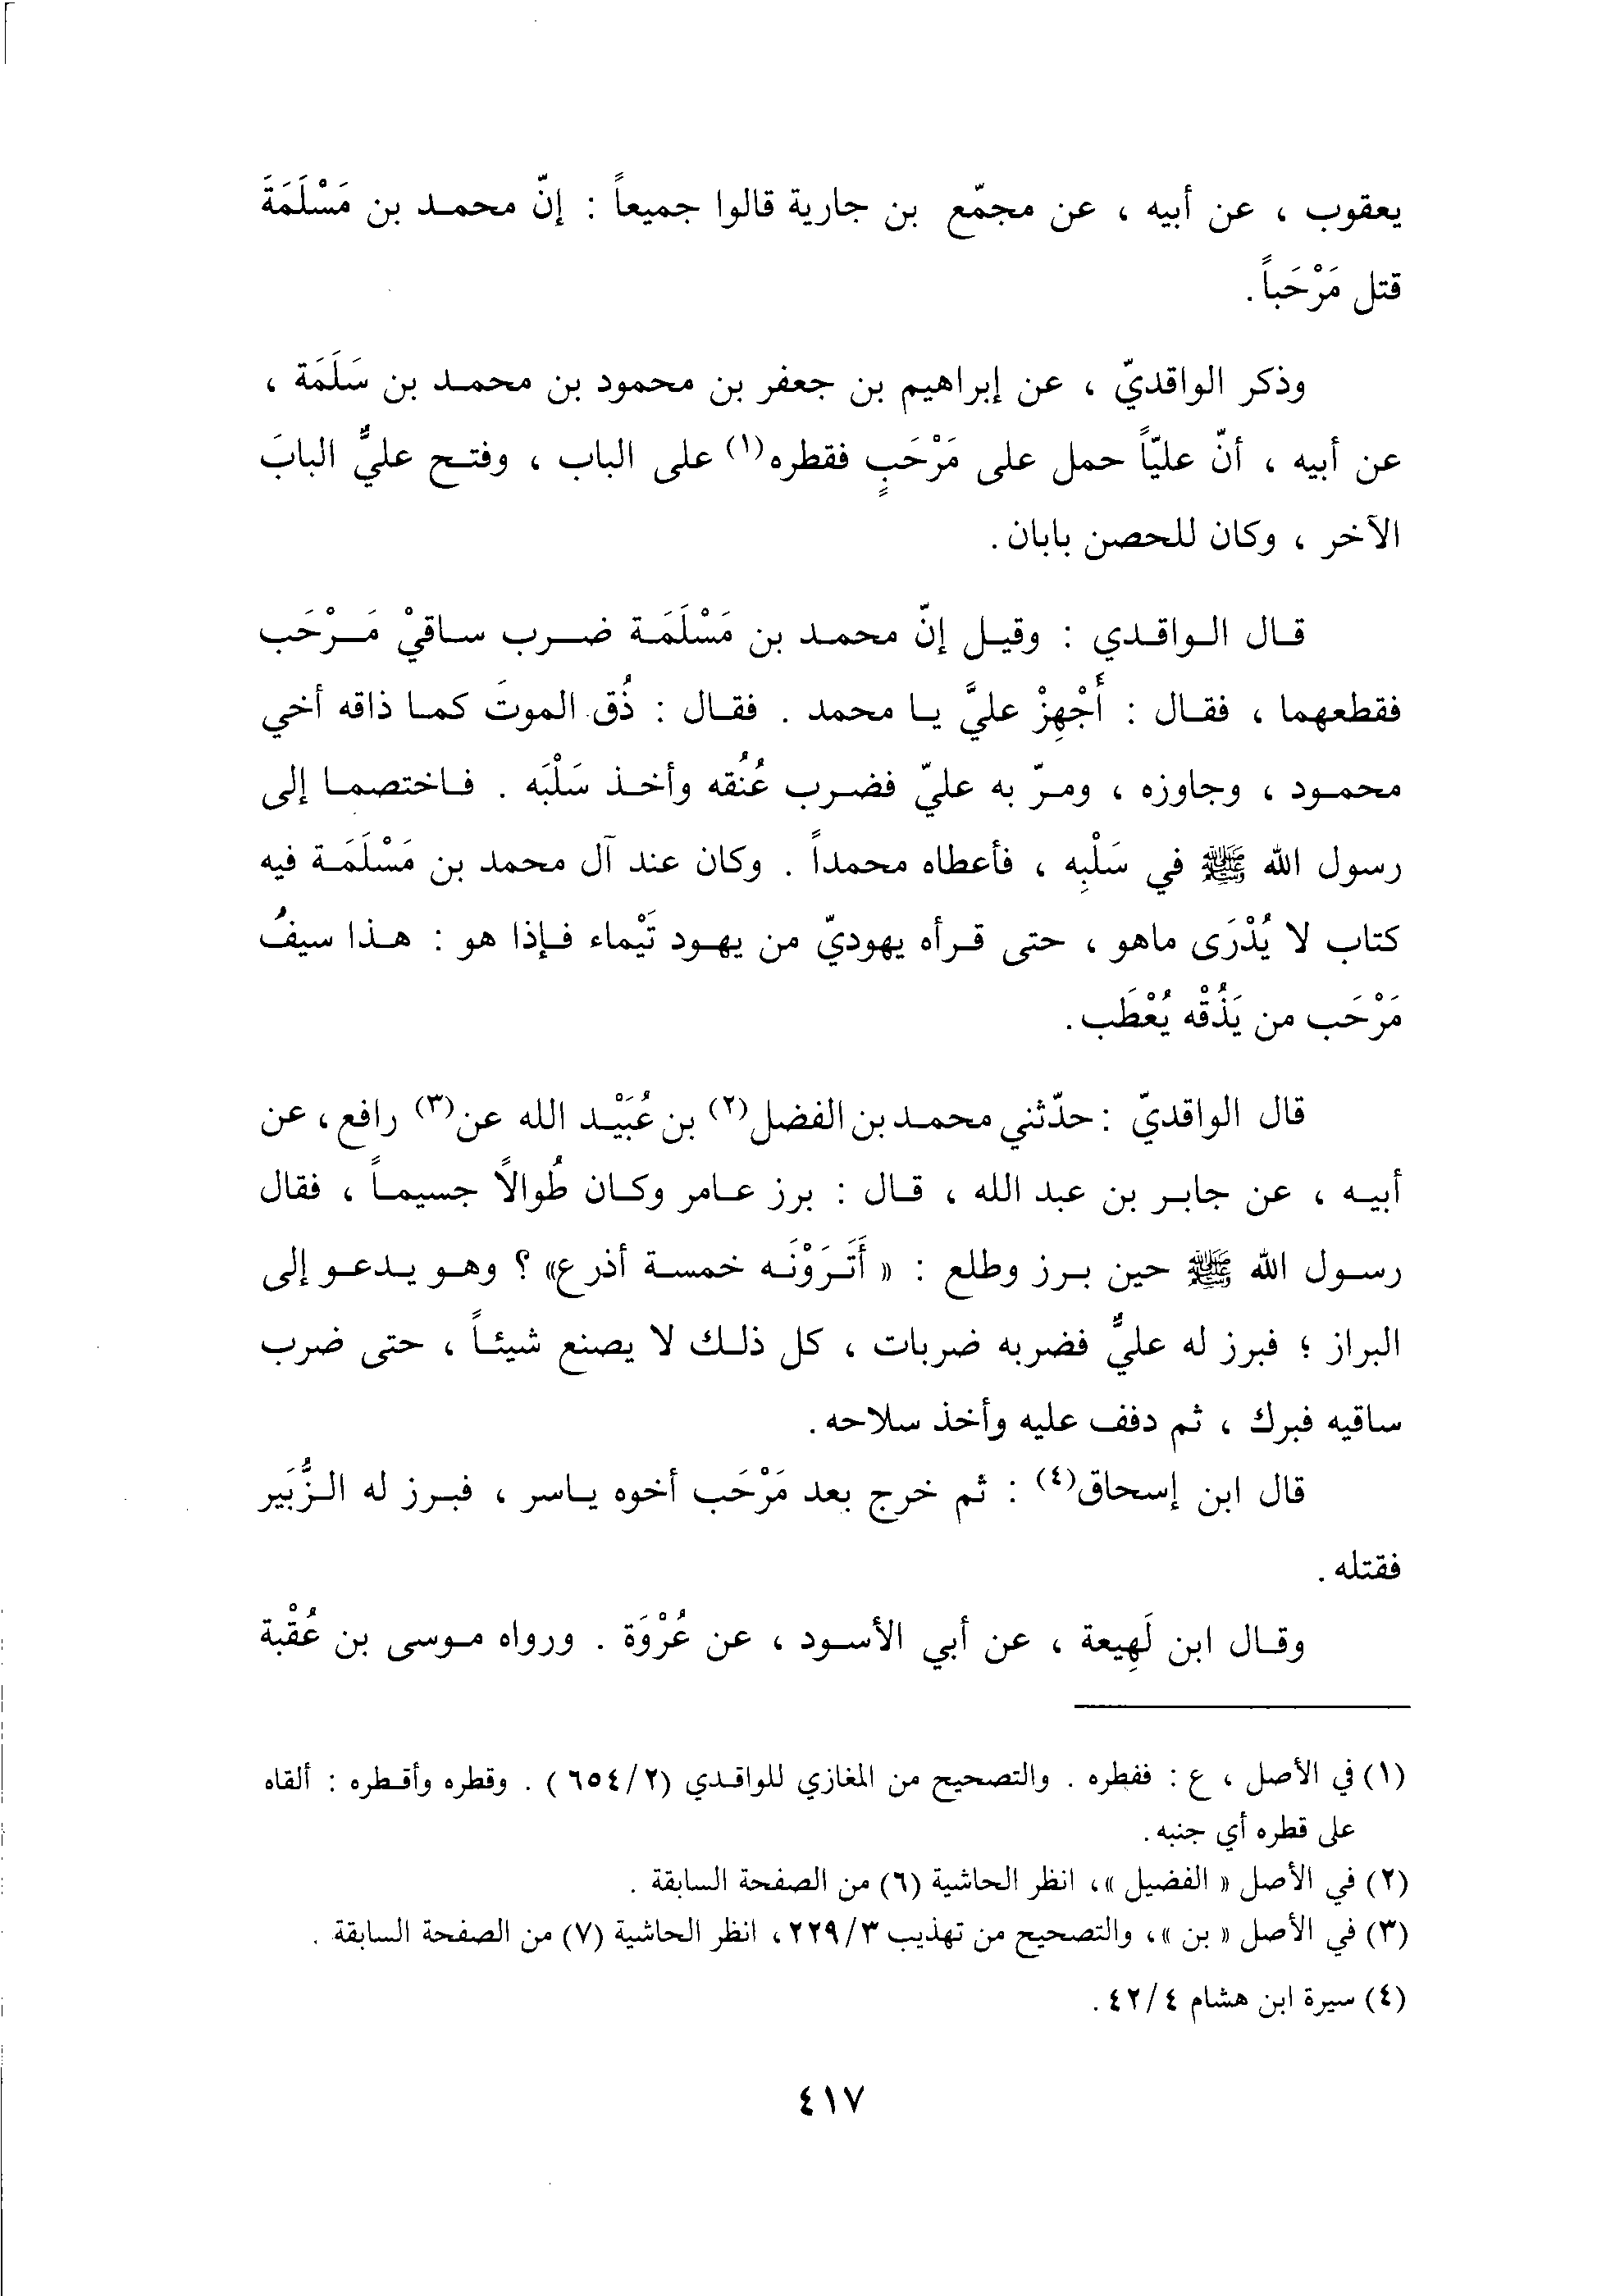 يعقوب ، عن أبيه ، عن مجمّع بن جارية قالوا جميعاً : إنّ محمد بن مَسْلَمَةَ
قتل مَرْحَباً .
وذكر الواقديّ ، عن إبراهيم بن جعفر بن محمود بن محمد بن سَلَمَة ،
عن أبيه ، أنّ عليّاً حمل على مَرْحَبٍ فقطره(١) على الباب ، وفتح عليٌّ البابَ
الآخر ، وكان للحصن بابان .
قال الواقدي : وقيل إنّ محمد بن مَسْلَمَة ضرب ساقيْ مَرْحَب
فقطعهما ، فقال : أَجْهِزْ عليَّ يا محمد . فقال : ذُق الموتَ كما ذاقه أخي
محمود ، وجاوزه ، ومرّ به عليّ فضرب عُنُقه وأخذ سَلْبَه . فاختصما إلى
رسول الله ﷺ في سَلْبِه ، فأعطاه محمداً . وكان عند آل محمد بن مَسْلَمَة فيه
كتاب لا يُدْرَى ماهو ، حتى قرأه يهوديّ من يهود تَيْماء فإذا هو : هذا سيفُ
مَرْحَب من يَذُقْه يُعْطَب .
قال الواقديّ : حدّثني محمد بن الفضل(٢) بن عُبَيْد الله عن(٣) رافع ، عن
أبيه ، عن جابر بن عبد الله ، قال : برز عامر وكان طُوالاً جسيماً ، فقال
رسول الله ﷺ حين برز وطلع : « أَتَرَوْنَه خمسة أذرع» ؟ وهو يدعو إلى
البراز ؛ فبرز له عليٌّ فضربه ضربات ، كل ذلك لا يصنع شيئاً ، حتى ضرب
ساقيه فبرك ، ثم دفف عليه وأخذ سلاحه .
قال ابن إسحاق(٤) : ثم خرج بعد مَرْحَب أخوه ياسر ، فبرز له الزُّبَير
فقتله .
وقال ابن لَهِيعة ، عن أبي الأسود ، عن عُرْوَة . ورواه موسى بن عُقْبة
(١) في الأصل ، ع : ففطره . والتصحيح من المغازي للواقدي (٢/ ٦٥٤) . وقطره وأقطره : ألقاه
على قطره أي جنبه .
(٢) في الأصل « الفضيل »، انظر الحاشية (٦) من الصفحة السابقة .
(٣) في الأصل « بن »، والتصحيح من تهذيب ٣/ ٢٢٩، انظر الحاشية (٧) من الصفحة السابقة .
(٤) سيرة ابن هشام ٤/ ٤٢ .
٤١٧